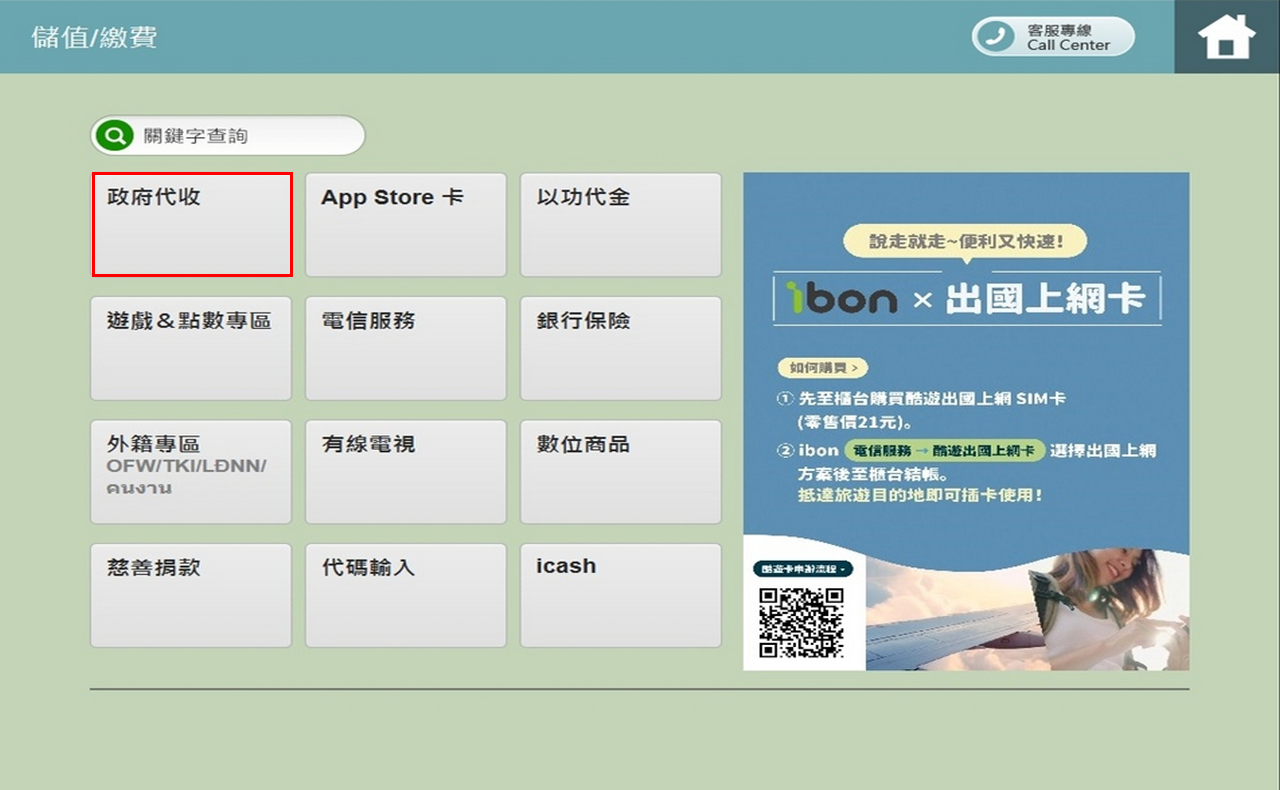 儲值/繳費
客服專線
Call Center
關鍵字查詢
政府代收
App Store 卡
以功代金
遊戲＆點數專區
電信服務
銀行保險
外籍專區
OFW/TKI/LĐNN/
คนงาน
有線電視
數位商品
慈善捐款
代碼輸入
icash
說走就走~便利又快速!
ibon × 出國上網卡
如何購買 >
① 先至櫃台購買酷遊出國上網 SIM卡
(零售價21元)。
② ibon 電信服務 → 酷遊出國上網卡 選擇出國上網
方案後至櫃台結帳。
抵達旅遊目的地即可插卡使用!
酷遊卡申辦流程